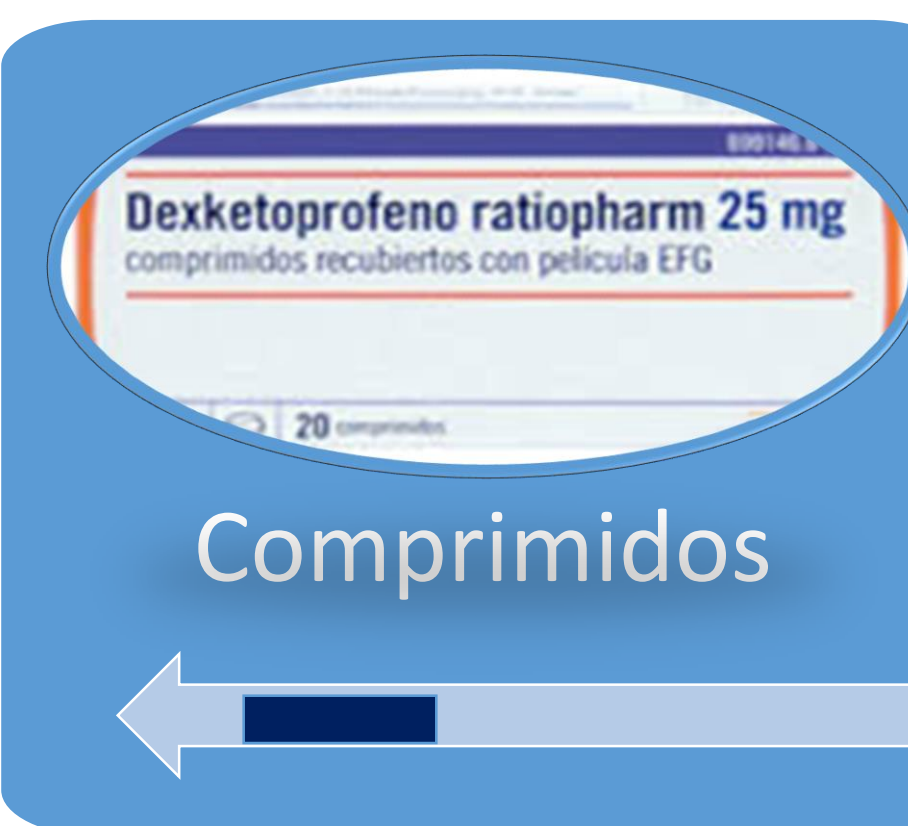 Dexketoprofeno ratiopharm 25 mg
comprimidos recubiertos con película EFG
20 comprimidos
Comprimidos